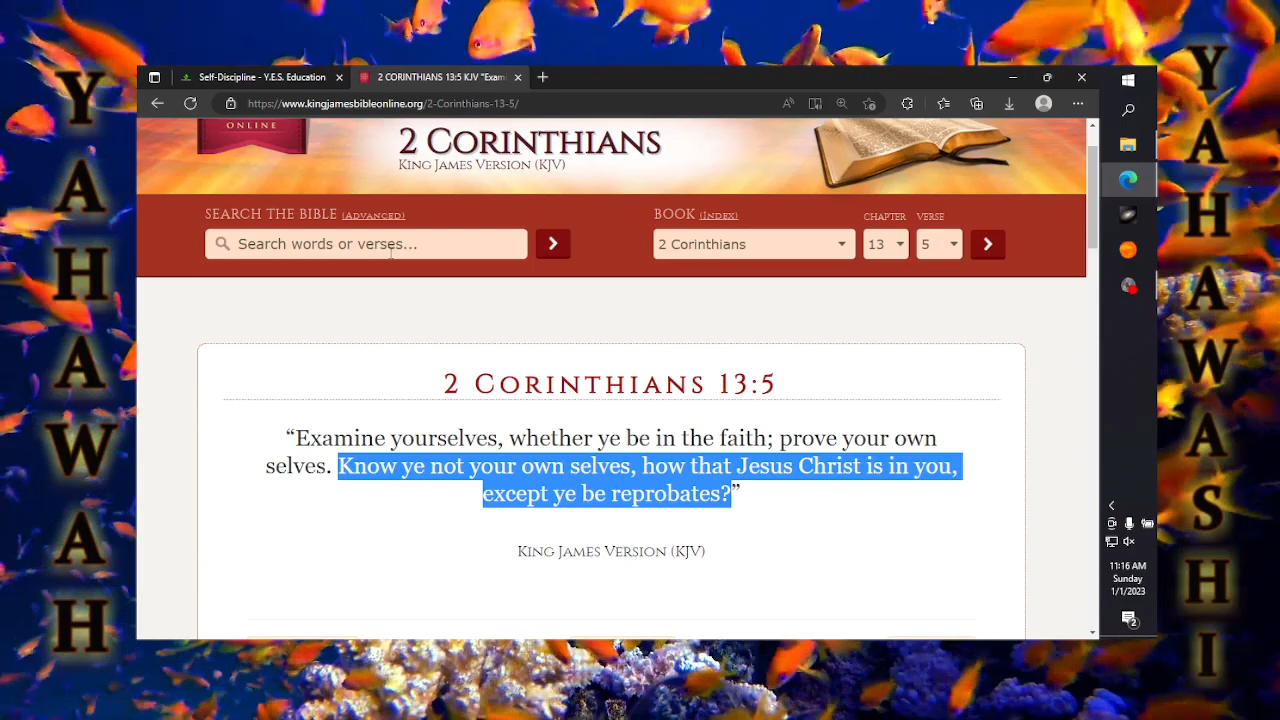 YAHAWAH
Self-Discipline - Y.E.S. Education
2 CORINTHIANS 13:5 KJV "Exam
https://www.kingjamesbibleonline.org/2-Corinthians-13-5/
ONLINE
2 CORINTHIANS
KING JAMES VERSION (KJV)
SEARCH THE BIBLE (ADVANCED)
BOOK (INDEX)
CHAPTER
VERSE
Search words or verses...
2 Corinthians
13
5
2 CORINTHIANS 13:5
“Examine yourselves, whether ye be in the faith; prove your own
selves. Know ye not your own selves, how that Jesus Christ is in you,
except ye be reprobates?”
KING JAMES VERSION (KJV)
11:16 AM
Sunday
1/1/2023
2
YAHAWASHI